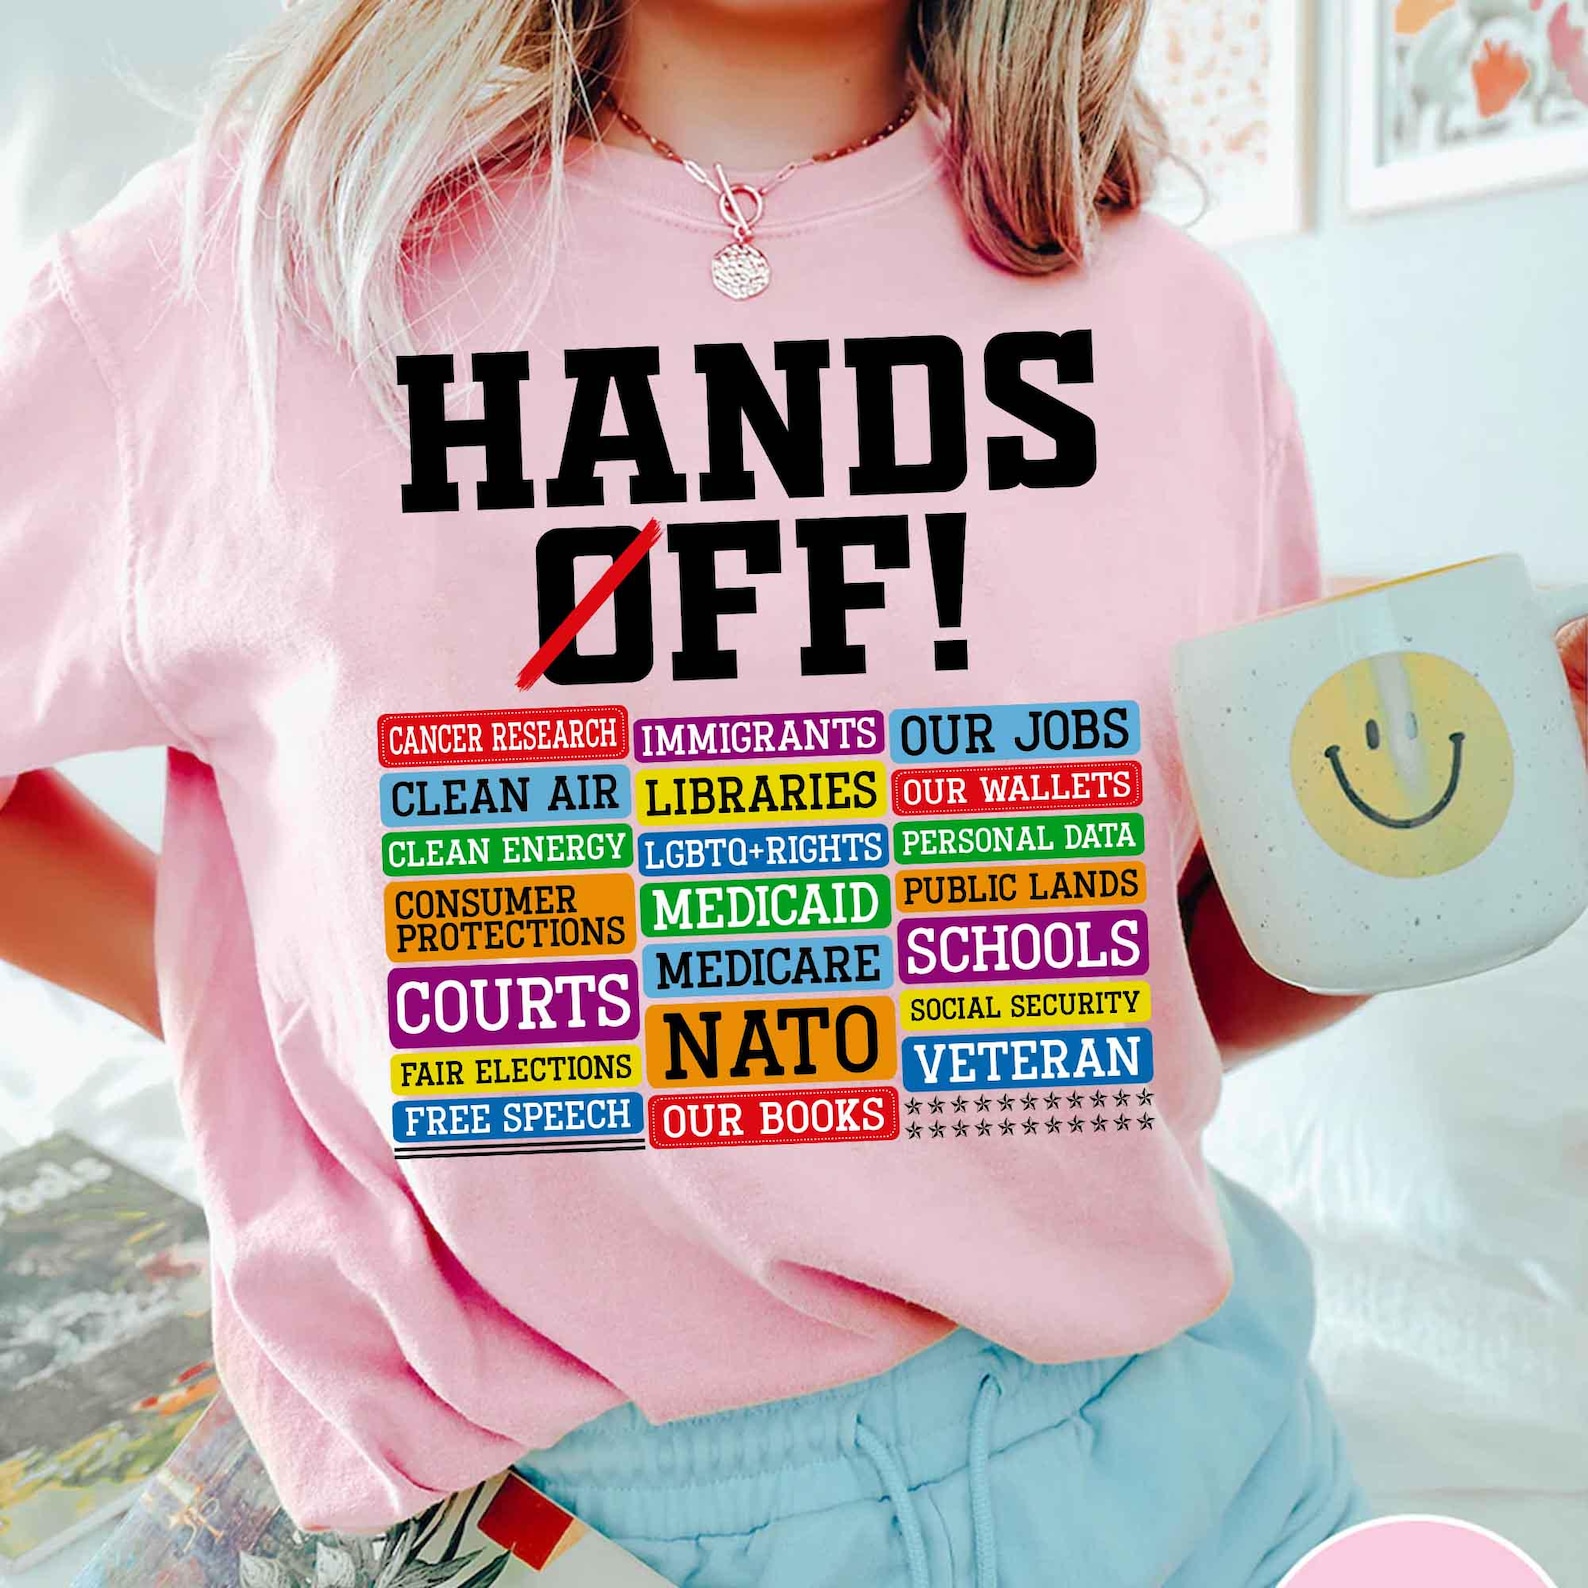 HANDS
OFF!
CANCER RESEARCH
CLEAN AIR
CLEAN ENERGY
CONSUMER
PROTECTIONS
COURTS
FAIR ELECTIONS
FREE SPEECH
IMMIGRANTS
LIBRARIES
LGBTQ+RIGHTS
MEDICAID
MEDICARE
NATO
OUR BOOKS
OUR JOBS
OUR WALLETS
PERSONAL DATA
PUBLIC LANDS
SCHOOLS
SOCIAL SECURITY
VETERAN